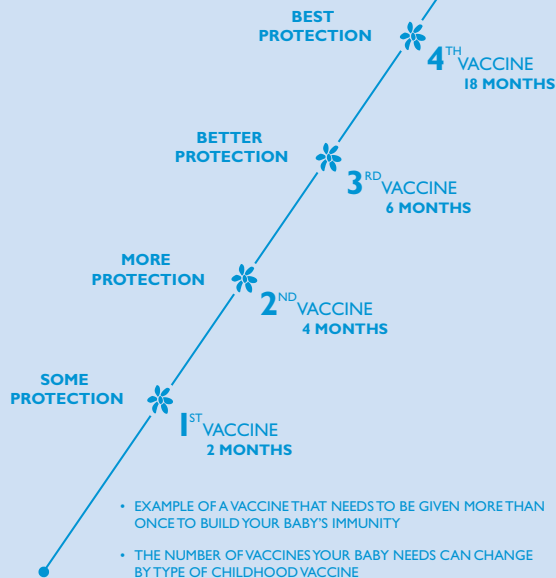 BEST
PROTECTION
4TH VACCINE
18 MONTHS
BETTER
PROTECTION
3RD VACCINE
6 MONTHS
MORE
PROTECTION
2ND VACCINE
4 MONTHS
SOME
PROTECTION
1ST VACCINE
2 MONTHS
• EXAMPLE OF A VACCINE THAT NEEDS TO BE GIVEN MORE THAN
ONCE TO BUILD YOUR BABY'S IMMUNITY
• THE NUMBER OF VACCINES YOUR BABY NEEDS CAN CHANGE
BY TYPE OF CHILDHOOD VACCINE